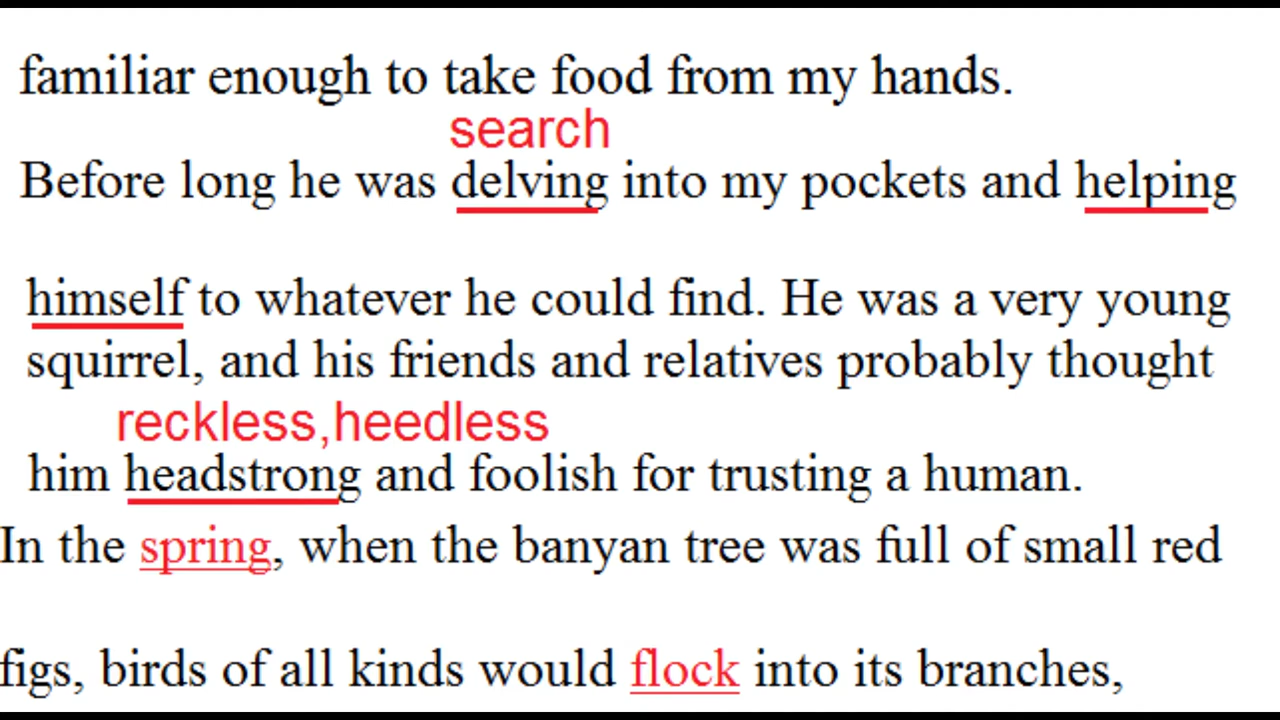 familiar enough to take food from my hands.
search
Before long he was delving into my pockets and helping
himself to whatever he could find. He was a very young
squirrel, and his friends and relatives probably thought
reckless,heedless
him headstrong and foolish for trusting a human.
In the spring, when the banyan tree was full of small red
figs, birds of all kinds would flock into its branches,